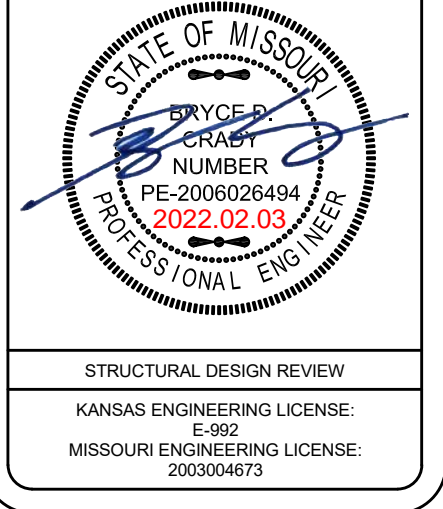 STATE OF MISSOURI
BRYCE R.
CRADY
NUMBER
PE-2006026494
2022.02.03
PROFESSIONAL ENGINEER
STRUCTURAL DESIGN REVIEW
KANSAS ENGINEERING LICENSE:
E-992
MISSOURI ENGINEERING LICENSE:
2003004673